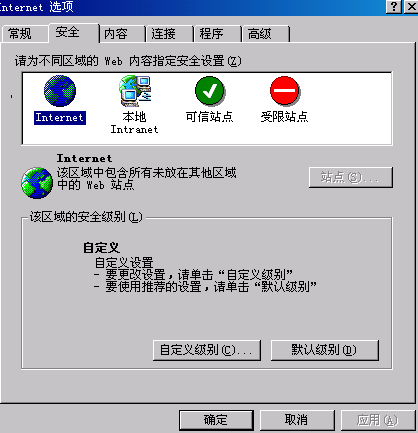 Internet 选项
常规 安全 内容 连接 程序 高级
请为不同区域的 Web 内容指定安全设置(Z)
Internet 本地 Intranet 可信站点 受限站点
Internet
该区域中包含所有未放在其他区域
中的 Web 站点
站点(S)...
该区域的安全级别(L)
自定义
自定义设置
- 要更改设置,请单击“自定义级别”
- 要使用推荐的设置,请单击“默认级别”
自定义级别(C)... 默认级别(D)
确定 取消 应用(A)